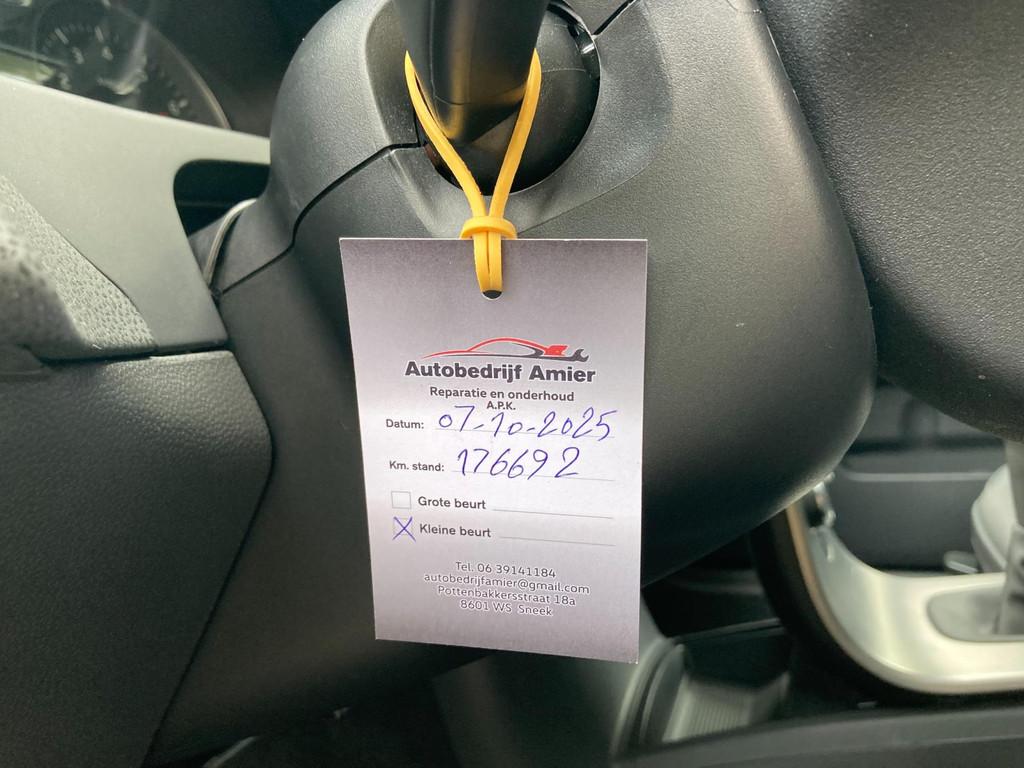 Autobedrijf Amier
Reparatie en onderhoud
A.P.K.
Datum: 07-10-2025
Km. stand: 176692
Grote beurt
Kleine beurt
Tel. 06 39141184
autobedrijfamier@gmail.com
Pottenbakkersstraat 18a
8601 WS Sneek